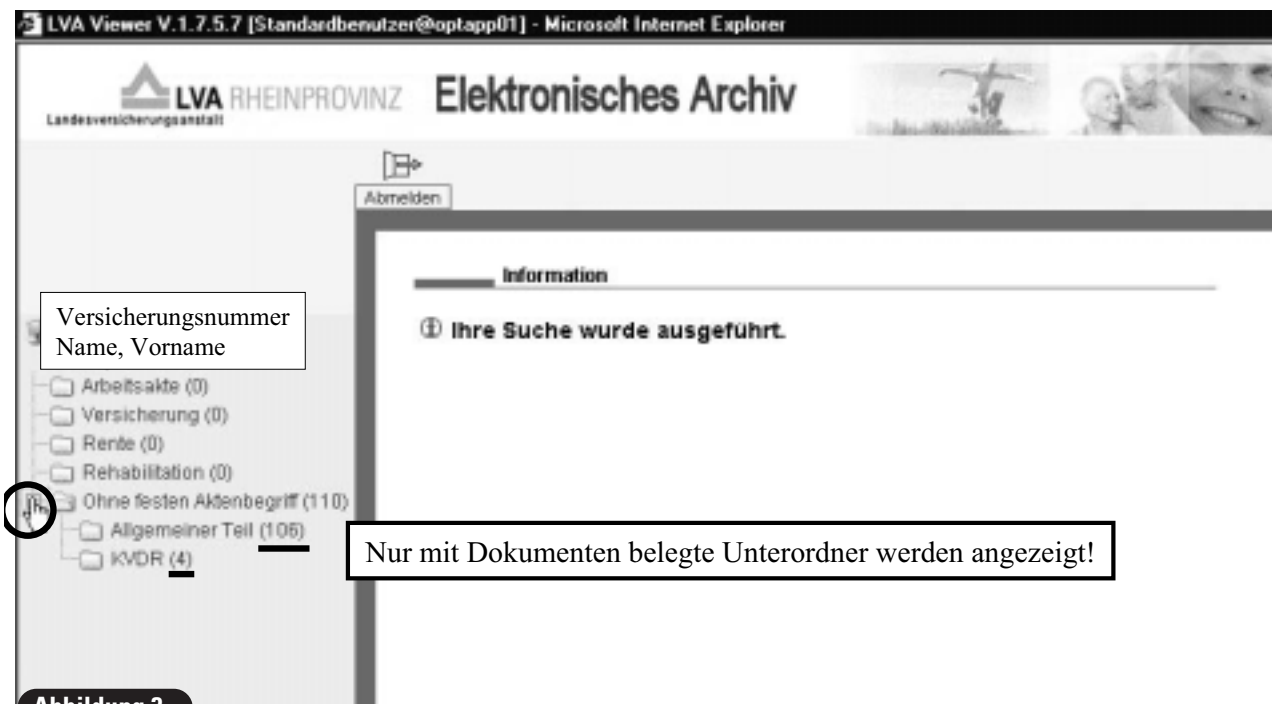 LVA Viewer V.1.7.5.7 [Standardbenutzer@optapp01] - Microsoft Internet Explorer
LVA RHEINPROVINZ
Landesversicherungsanstalt
Elektronisches Archiv
Abmelden
Information
Ihre Suche wurde ausgeführt.
Versicherungsnummer
Name, Vorname
Arbeitsakte (0)
Versicherung (0)
Rente (0)
Rehabilitation (0)
Ohne festen Aktenbegriff (110)
Allgemeiner Teil (106)
KVDR (4)
Nur mit Dokumenten belegte Unterordner werden angezeigt!